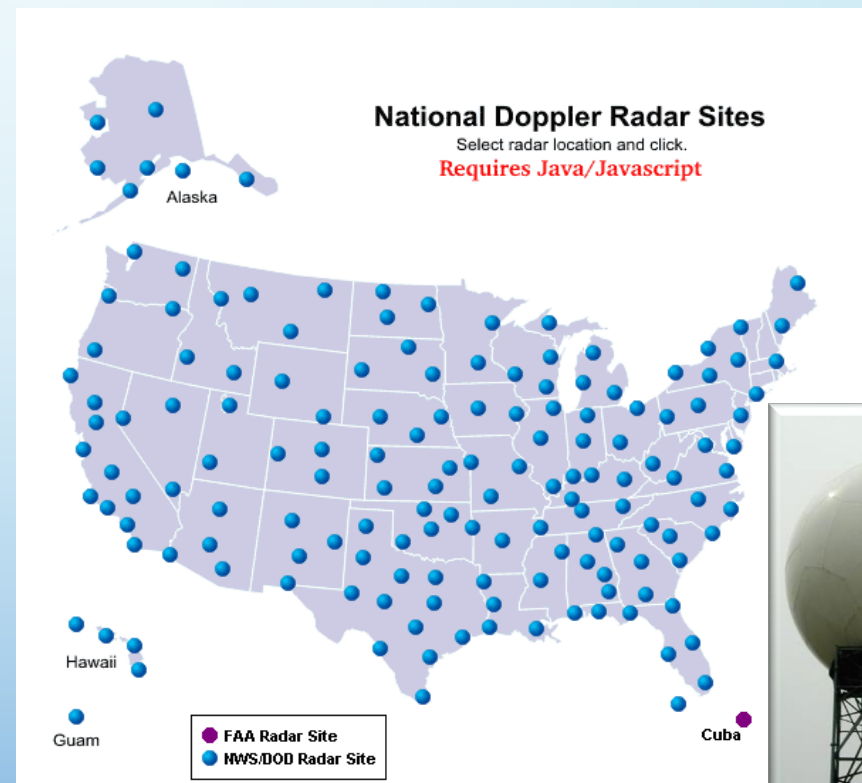 National Doppler Radar Sites
Select radar location and click.
Requires Java/Javascript
Alaska
Hawaii
Guam
FAA Radar Site
NWS/DOD Radar Site
Cuba